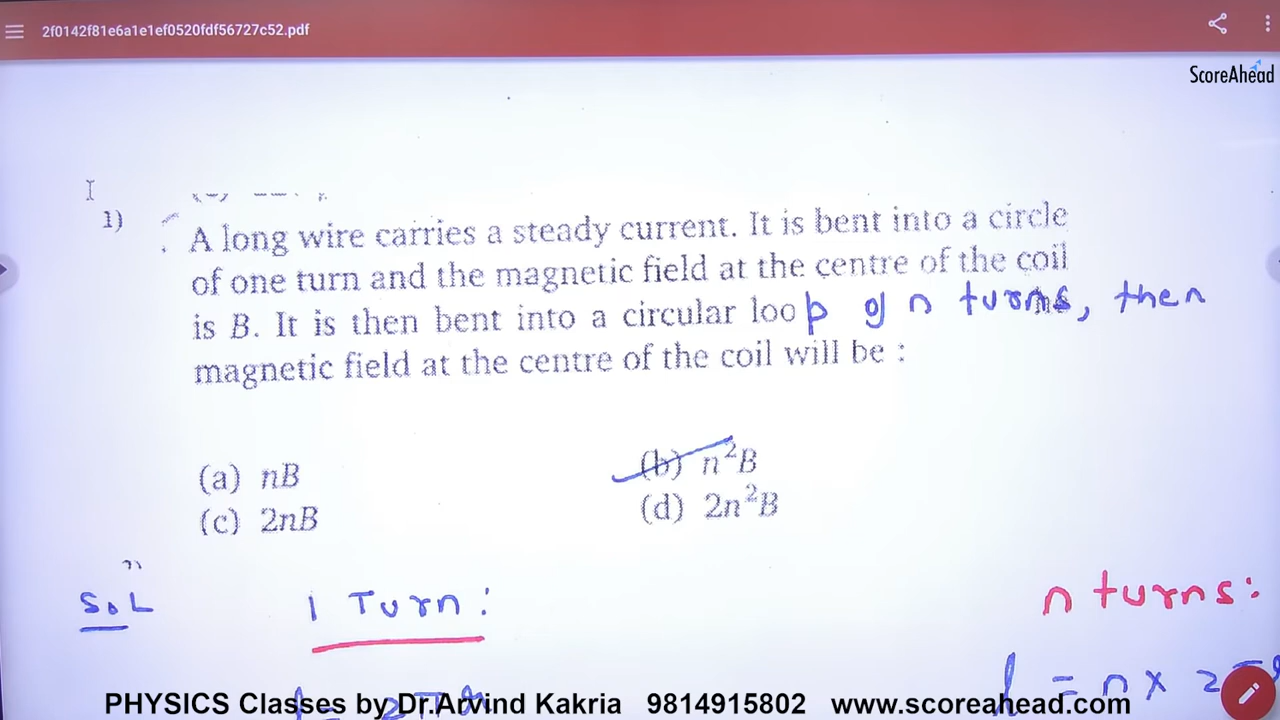 2f0142f81e6a1e1ef0520fdf56727c52.pdf
ScoreAhead
1)
A long wire carries a steady current. It is bent into a circle
of one turn and the magnetic field at the centre of the coil
is B. It is then bent into a circular loop of n turns, then
magnetic field at the centre of the coil will be :
(a) nB
(b) n²B
(c) 2nB
(d) 2n²B
SOL
1 Turn:
n turns:
l = n × 2π
PHYSICS Classes by Dr.Arvind Kakria 9814915802 www.scoreahead.com